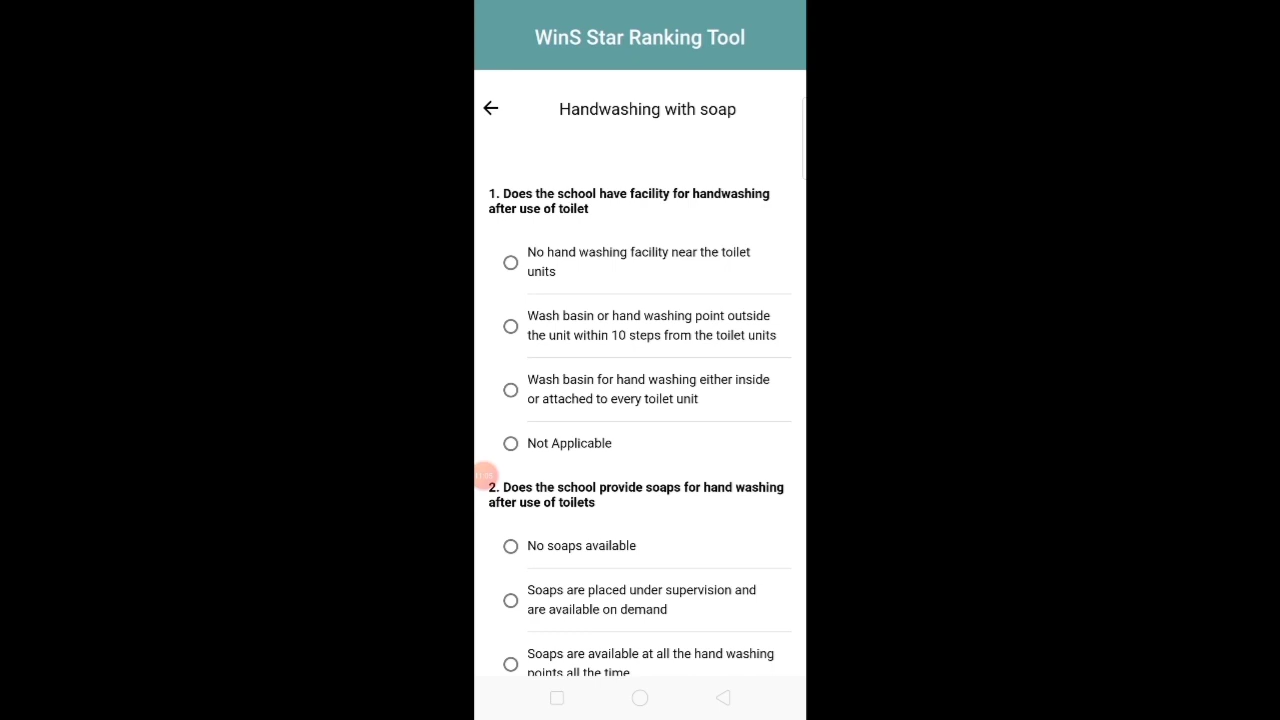 WinS Star Ranking Tool
Handwashing with soap
1. Does the school have facility for handwashing
after use of toilet
No hand washing facility near the toilet
units
Wash basin or hand washing point outside
the unit within 10 steps from the toilet units
Wash basin for hand washing either inside
or attached to every toilet unit
Not Applicable
2. Does the school provide soaps for hand washing
after use of toilets
No soaps available
Soaps are placed under supervision and
are available on demand
Soaps are available at all the hand washing
points all the time